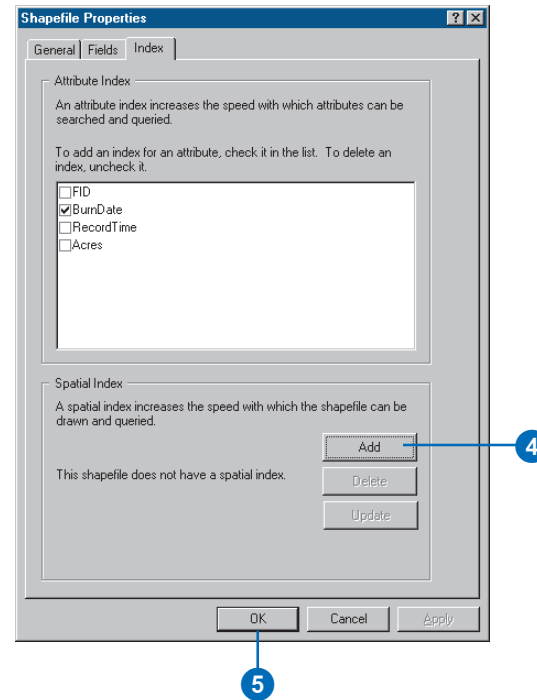 Shapefile Properties
General Fields Index
Attribute Index
An attribute index increases the speed with which attributes can be
searched and queried.
To add an index for an attribute, check it in the list. To delete an
index, uncheck it.
FID
BurnDate
RecordTime
Acres
Spatial Index
A spatial index increases the speed with which the shapefile can be
drawn and queried.
Add
4
This shapefile does not have a spatial index.
Delete
Update
OK Cancel Apply
5